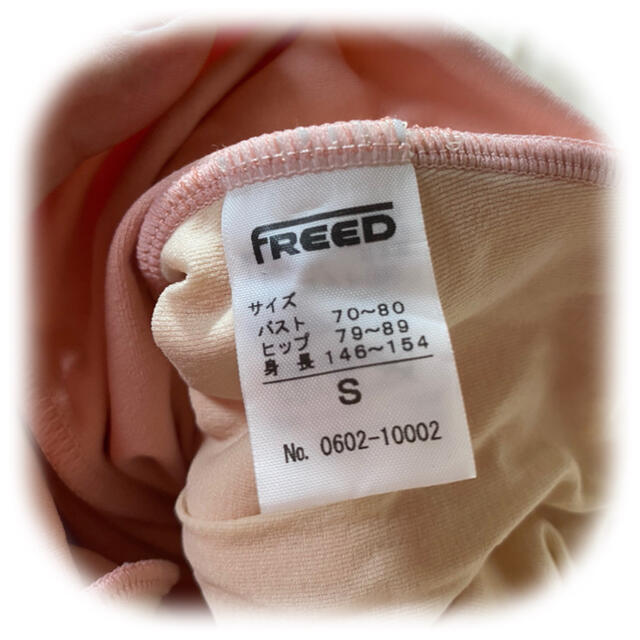 FREED
サイズ
バスト 70〜80
ヒップ 79〜89
身長 146〜154
S
No. 0602-10002